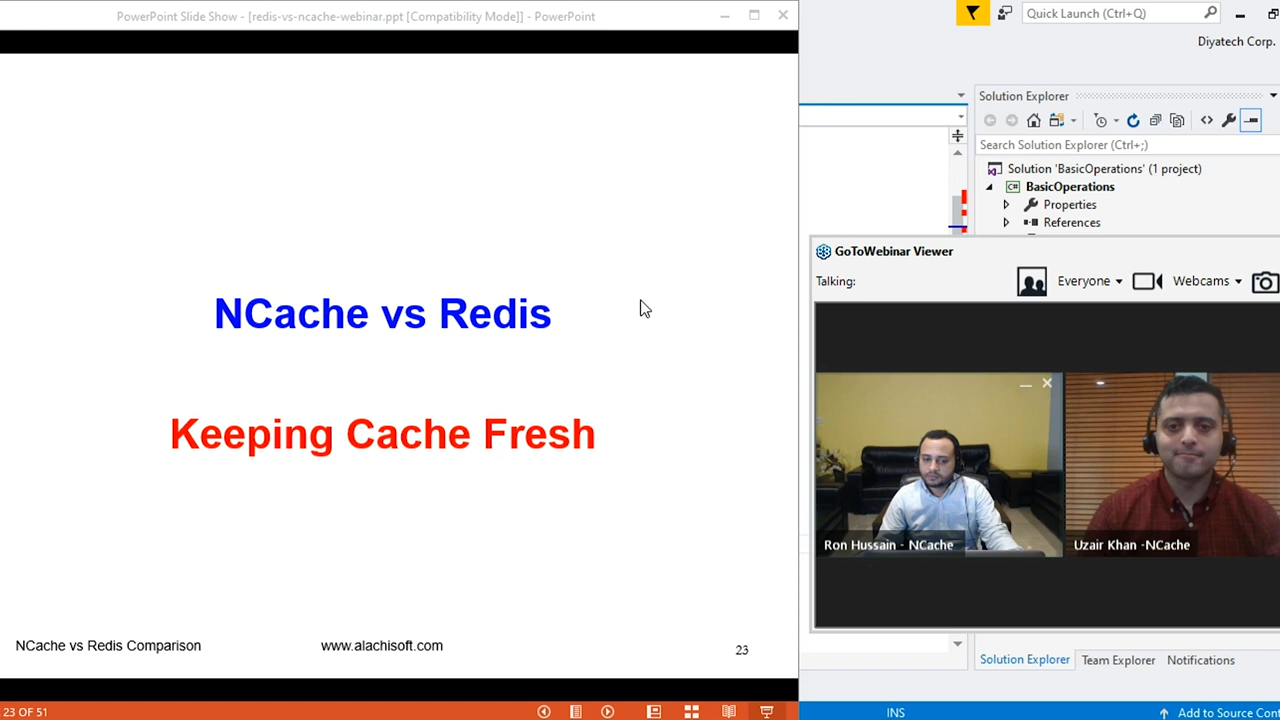 PowerPoint Slide Show - [redis-vs-ncache-webinar.ppt [Compatibility Mode]] - PowerPoint
Quick Launch (Ctrl+Q)
Diyatech Corp.
Solution Explorer
Search Solution Explorer (Ctrl+;)
Solution 'BasicOperations' (1 project)
C# BasicOperations
Properties
References
GoToWebinar Viewer
Talking:
Everyone
Webcams
NCache vs Redis
Keeping Cache Fresh
Ron Hussain - NCache
Uzair Khan -NCache
NCache vs Redis Comparison
www.alachisoft.com
23
Solution Explorer
Team Explorer
Notifications
23 OF 51
INS
Add to Source Cont